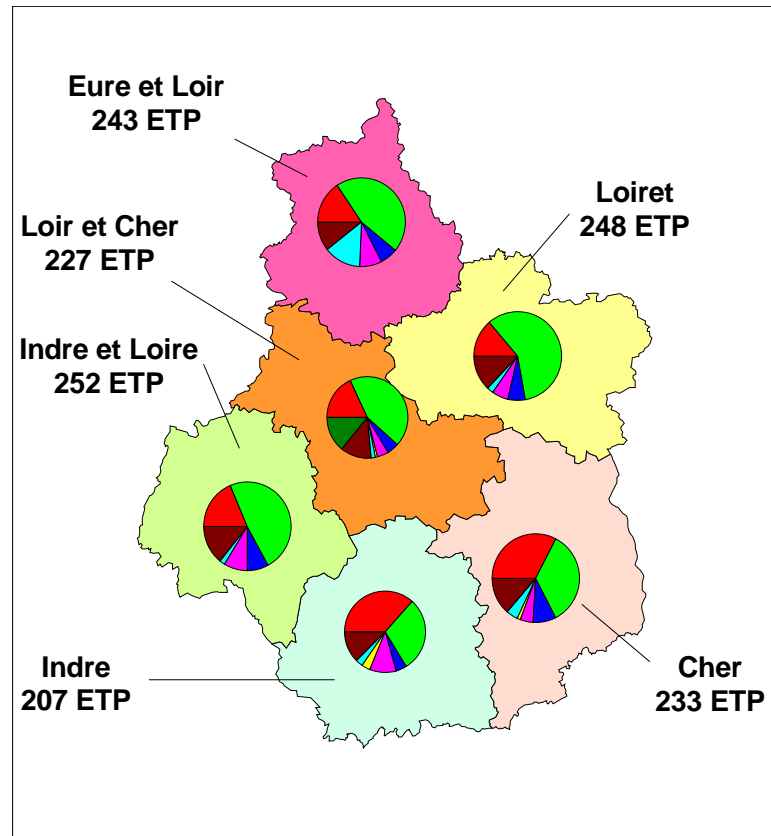 Eure et Loir
243 ETP
Loiret
248 ETP
Loir et Cher
227 ETP
Indre et Loire
252 ETP
Indre
207 ETP
Cher
233 ETP